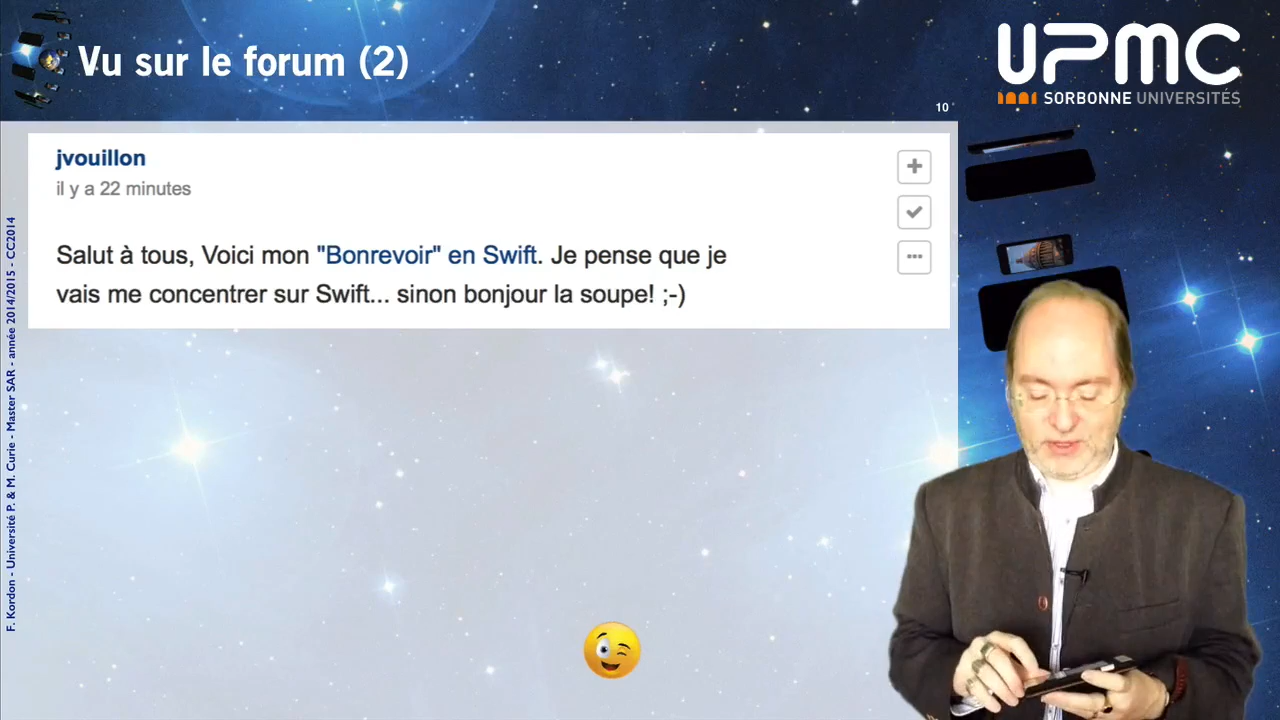 Vu sur le forum (2)
UPMC
SORBONNE UNIVERSITÉS
10
jvouillon
il y a 22 minutes
Salut à tous, Voici mon "Bonrevoir" en Swift. Je pense que je
vais me concentrer sur Swift... sinon bonjour la soupe! ;-)
F. Kordon - Université P. & M. Curie - Master SAR - année 2014/2015 - CC2014